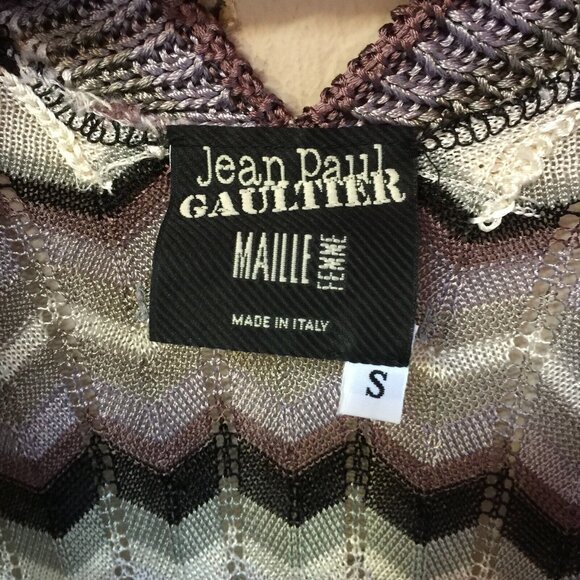 Jean Paul
GAULTIER
MAILLE FEMME
MADE IN ITALY
S